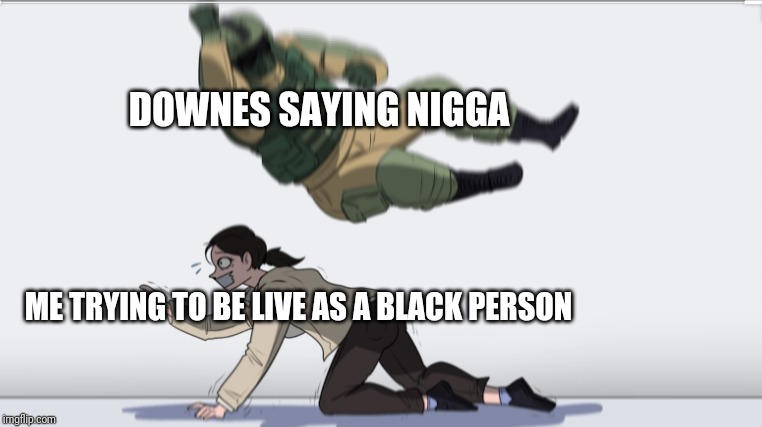 DOWNES SAYING NIGGA
ME TRYING TO BE LIVE AS A BLACK PERSON
imgflip.com